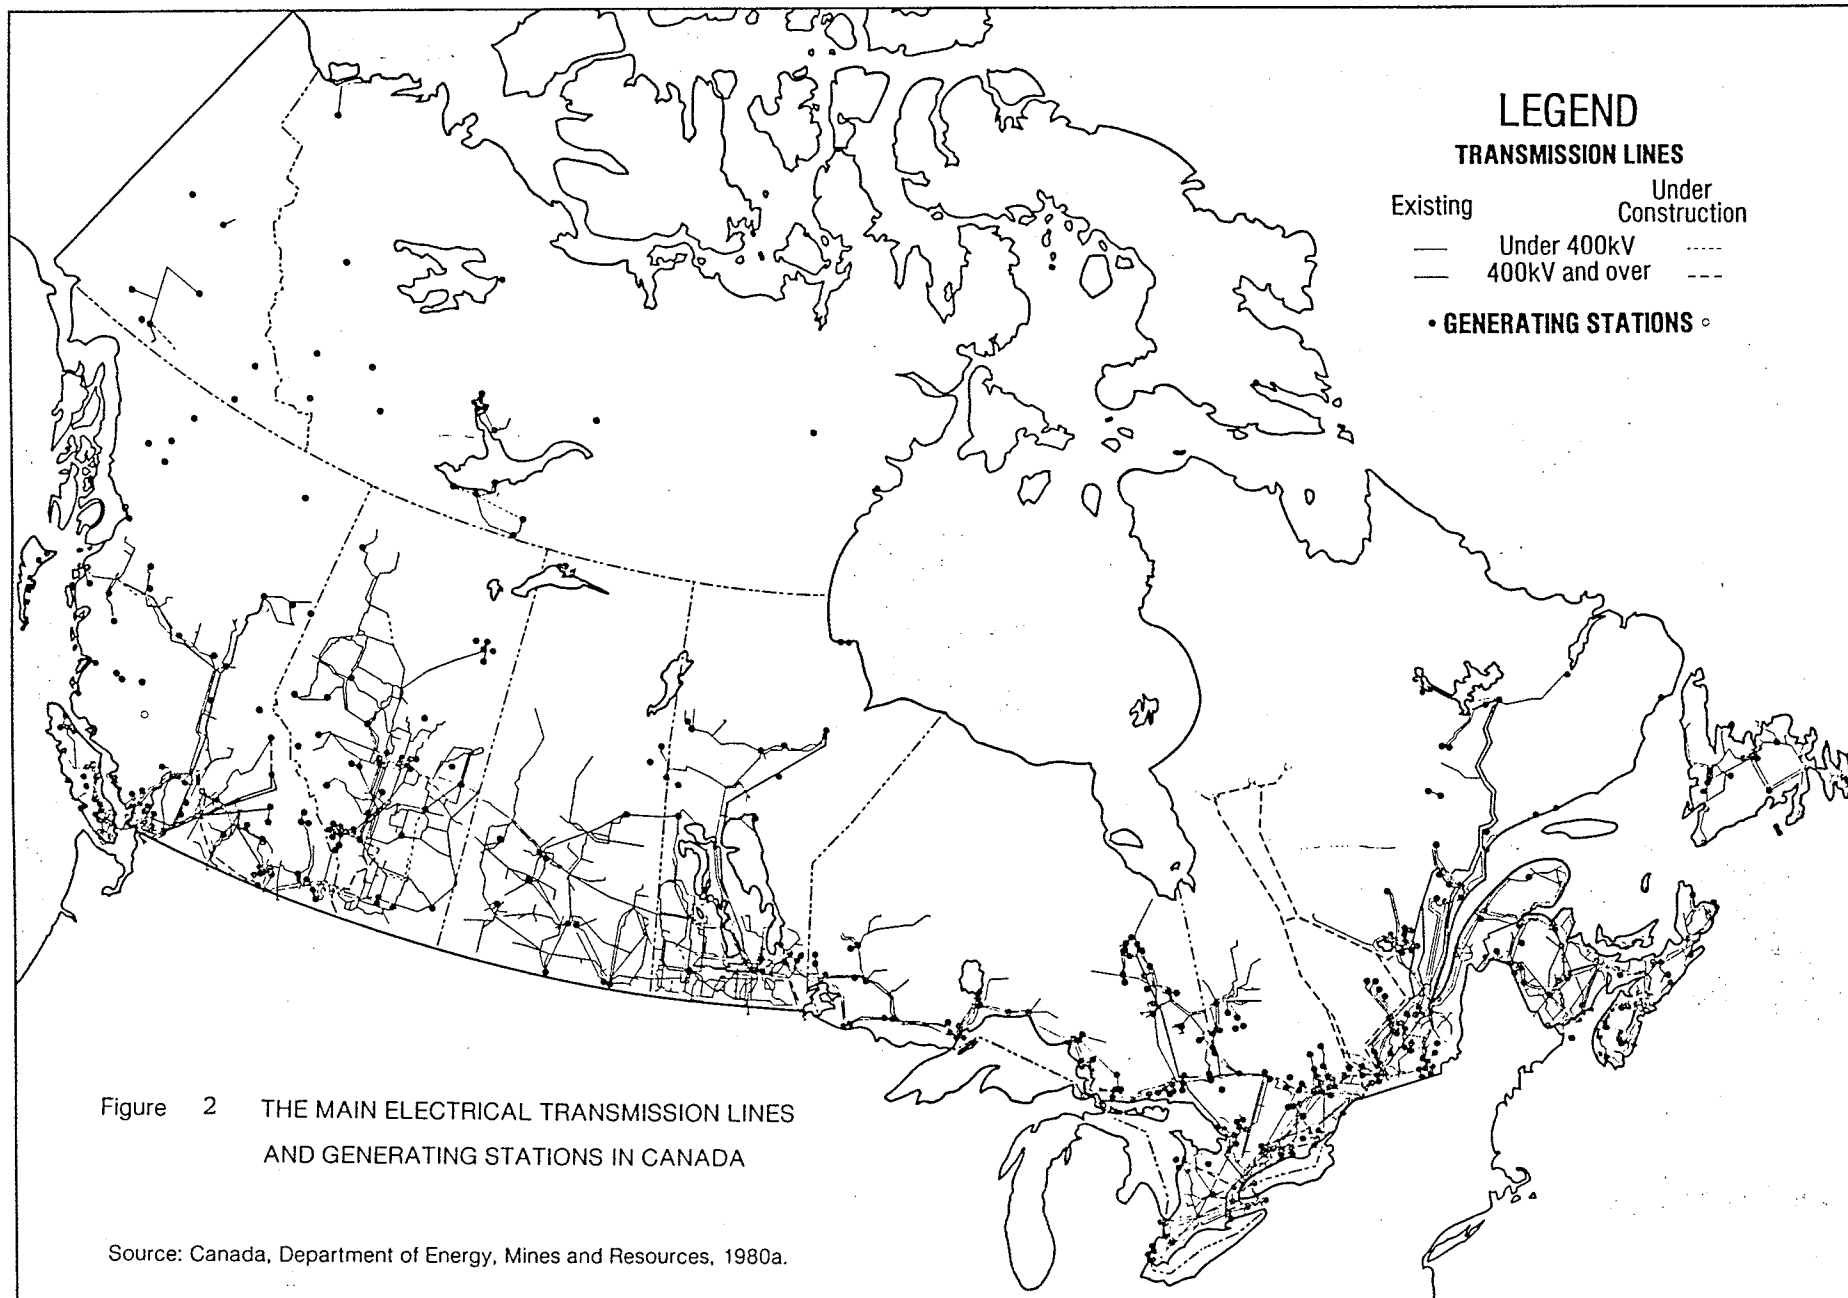 LEGEND
TRANSMISSION LINES
Existing
Under
Construction
Under 400kV
400kV and over
• GENERATING STATIONS ○
Figure 2 THE MAIN ELECTRICAL TRANSMISSION LINES
AND GENERATING STATIONS IN CANADA
Source: Canada, Department of Energy, Mines and Resources, 1980a.